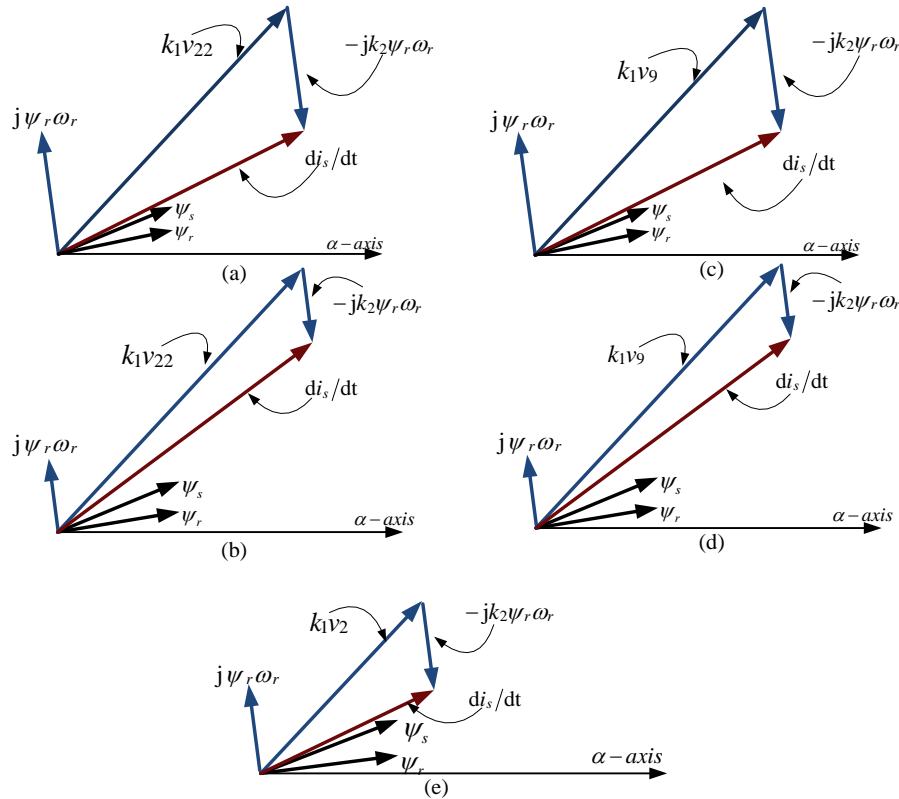 k₁v₂₂
−jk₂ψᵣωᵣ
jψᵣωᵣ
diₛ/dt
ψₛ
ψᵣ
α−axis
(a)
k₁v₉
−jk₂ψᵣωᵣ
jψᵣωᵣ
diₛ/dt
ψₛ
ψᵣ
α−axis
(c)
k₁v₂₂
−jk₂ψᵣωᵣ
jψᵣωᵣ
diₛ/dt
ψₛ
ψᵣ
α−axis
(b)
k₁v₉
−jk₂ψᵣωᵣ
jψᵣωᵣ
diₛ/dt
ψₛ
ψᵣ
α−axis
(d)
k₁v₂
−jk₂ψᵣωᵣ
jψᵣωᵣ
diₛ/dt
ψₛ
ψᵣ
α−axis
(e)